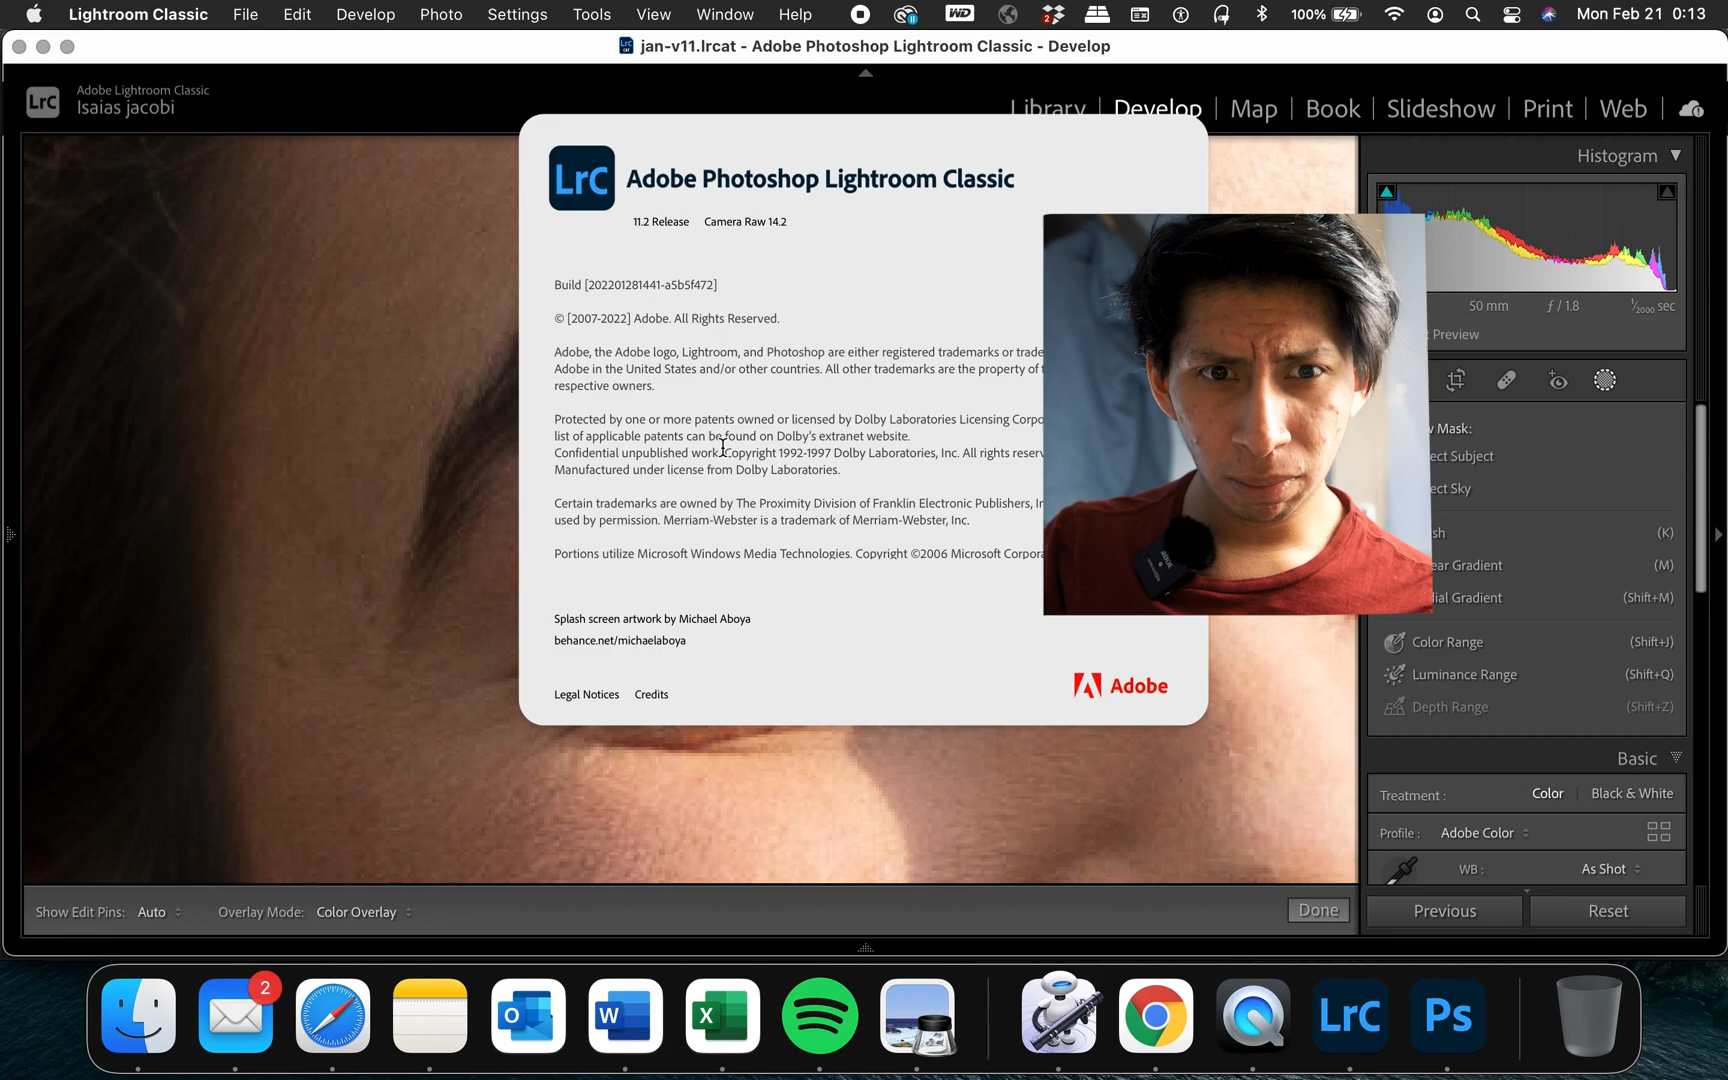 Lightroom Classic File Edit Develop Photo Settings Tools View Window Help WD 2 100% Mon Feb 21 0:13
LrC CAT jan-v11.lrcat - Adobe Photoshop Lightroom Classic - Develop
LrC Adobe Lightroom Classic
Isaias jacobi
Library | Develop | Map | Book | Slideshow | Print | Web
LrC Adobe Photoshop Lightroom Classic
11.2 Release Camera Raw 14.2
Build [202201281441-a5b5f472]
© [2007-2022] Adobe. All Rights Reserved.
Adobe, the Adobe logo, Lightroom, and Photoshop are either registered trademarks or trade
Adobe in the United States and/or other countries. All other trademarks are the property of t
respective owners.
Protected by one or more patents owned or licensed by Dolby Laboratories Licensing Corpo
list of applicable patents can be found on Dolby's extranet website.
Confidential unpublished work. Copyright 1992-1997 Dolby Laboratories, Inc. All rights reserv
Manufactured under license from Dolby Laboratories.
Certain trademarks are owned by The Proximity Division of Franklin Electronic Publishers, In
used by permission. Merriam-Webster is a trademark of Merriam-Webster, Inc.
Portions utilize Microsoft Windows Media Technologies. Copyright ©2006 Microsoft Corpora
Splash screen artwork by Michael Aboya
behance.net/michaelaboya
Legal Notices Credits
Adobe
Histogram
50 mm ƒ / 1.8 1/2000 sec
Preview
w Mask:
ect Subject
ect Sky
sh (K)
ear Gradient (M)
dial Gradient (Shift+M)
Color Range (Shift+J)
Luminance Range (Shift+Q)
Depth Range (Shift+Z)
Basic
Treatment : Color | Black & White
Profile : Adobe Color
WB : As Shot
Previous Reset
Show Edit Pins: Auto Overlay Mode: Color Overlay Done
2
O W X LrC Ps